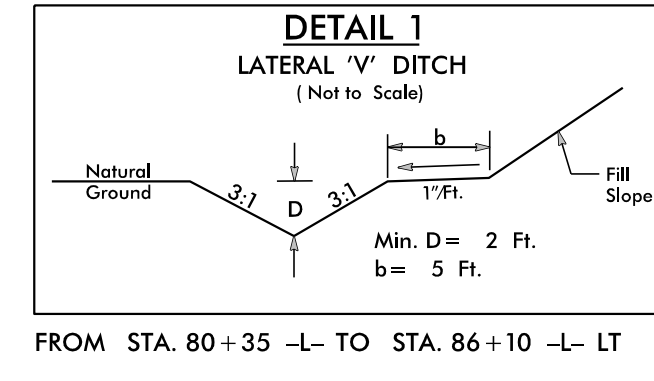 DETAIL 1
LATERAL 'V' DITCH
( Not to Scale)
b
Natural
Ground
3:1
D
3:1
1"/Ft.
Fill
Slope
Min. D = 2 Ft.
b = 5 Ft.
FROM STA. 80+35 -L- TO STA. 86+10 -L- LT